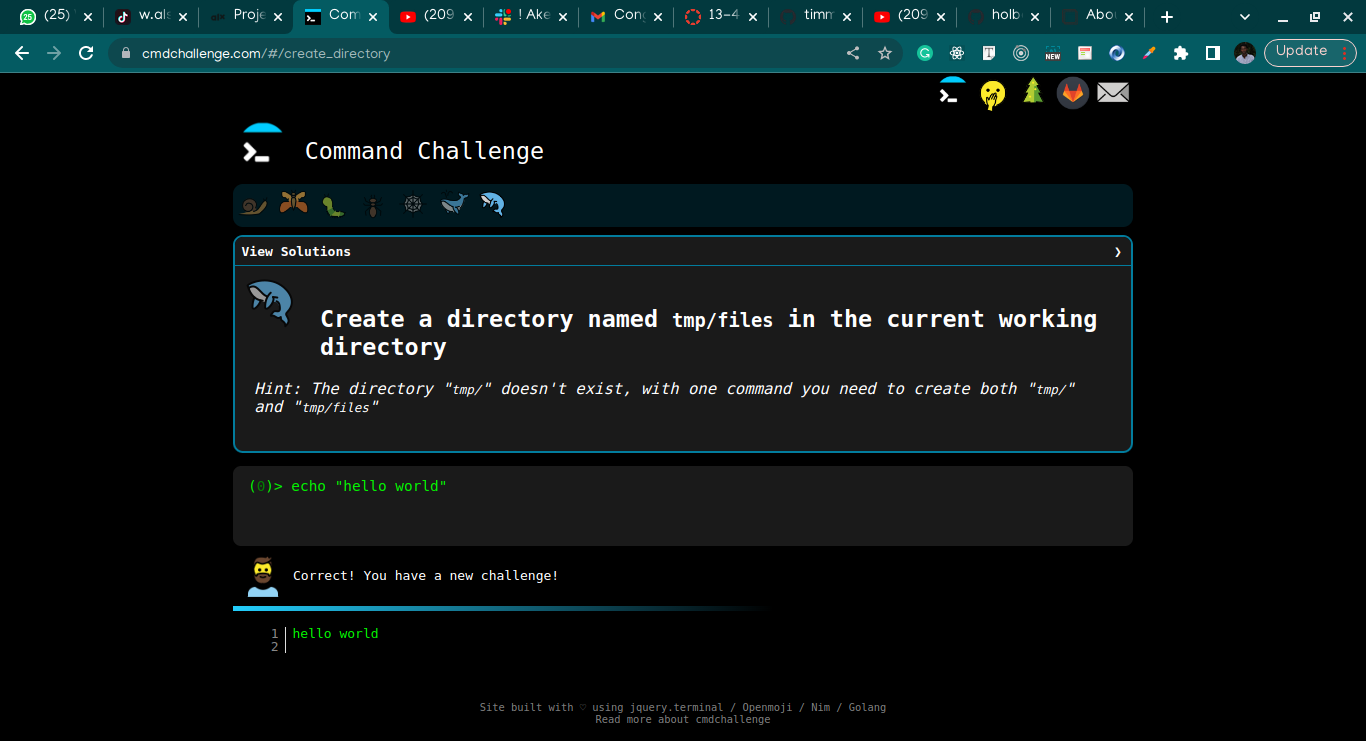 (25) w.als Proje Com (209 ! Ake Cong 13-4 timm (209 holb Abou
cmdchallenge.com/#/create_directory NEW Update
Command Challenge
View Solutions
Create a directory named tmp/files in the current working
directory
Hint: The directory "tmp/" doesn't exist, with one command you need to create both "tmp/"
and "tmp/files"
(0)> echo "hello world"
Correct! You have a new challenge!
1 hello world
2
Site built with ♡ using jquery.terminal / Openmoji / Nim / Golang
Read more about cmdchallenge